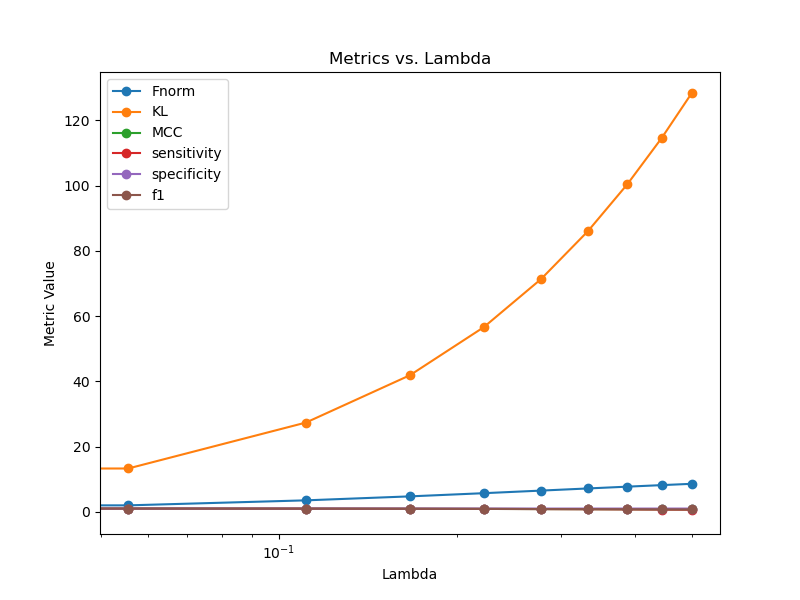 Metrics vs. Lambda
Fnorm
KL
MCC
sensitivity
specificity
f1
120
100
80
60
40
20
0
Metric Value
10⁻¹
Lambda